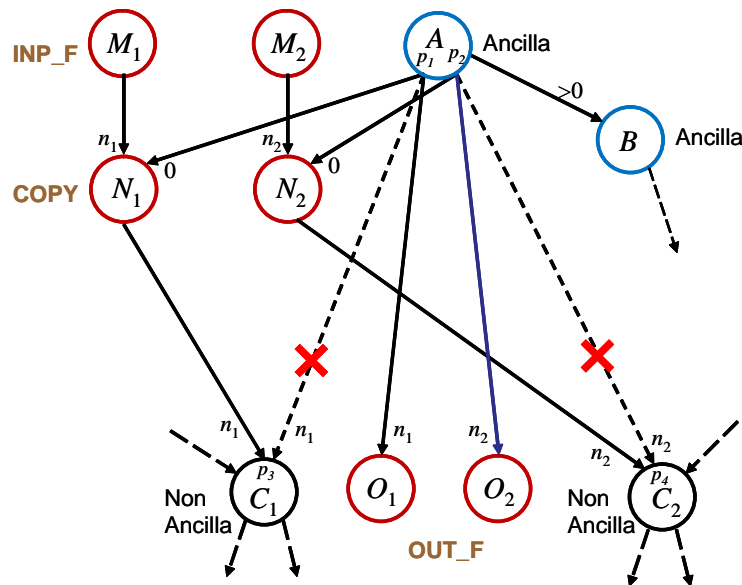 INP_F
M1
M2
A
p1 p2
Ancilla
>0
B
Ancilla
n1
0
n2
0
COPY
N1
N2
n1
n1
n1
n2
n2
n2
p3
C1
Non
Ancilla
O1
O2
Non
Ancilla
p4
C2
OUT_F